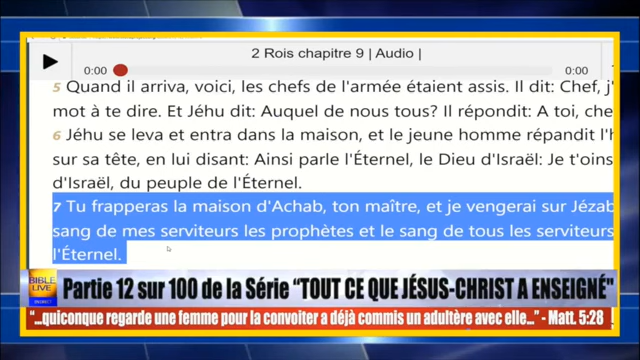 2 Rois chapitre 9 | Audio |
0:00
0:00
5 Quand il arriva, voici, les chefs de l'armée étaient assis. Il dit: Chef, j'
mot à te dire. Et Jéhu dit: Auquel de nous tous? Il répondit: A toi, che
6 Jéhu se leva et entra dans la maison, et le jeune homme répandit l'h
sur sa tête, en lui disant: Ainsi parle l'Éternel, le Dieu d'Israël: Je t'oins
d'Israël, du peuple de l'Éternel.
7 Tu frapperas la maison d'Achab, ton maître, et je vengerai sur Jézab
sang de mes serviteurs les prophètes et le sang de tous les serviteurs
l'Éternel.
BIBLE
LIVE
Partie 12 sur 100 de la Série “TOUT CE QUE JÉSUS-CHRIST A ENSEIGNÉ"
“...quiconque regarde une femme pour la convoiter a déjà commis un adultère avec elle...” - Matt. 5:28